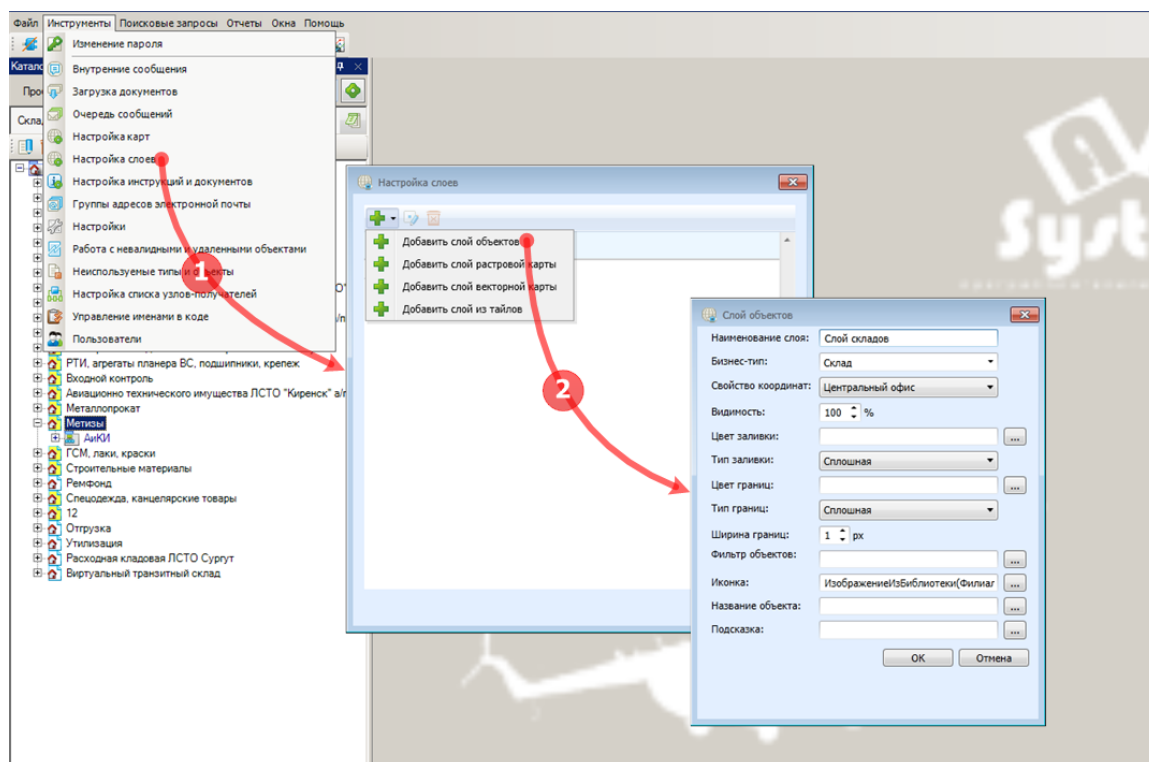 Файл Инструменты Поисковые запросы Отчеты Окна Помощь
Изменение пароля
Внутренние сообщения
Загрузка документов
Очередь сообщений
Настройка карт
Настройка слоев
Настройка инструкций и документов
Группы адресов электронной почты
Настройки
Работа с невалидными и удаленными объектами
Неиспользуемые типы и объекты
Настройка списка узлов-получателей
Управление именами в коде
Пользователи
РТИ, агрегаты планера ВС, подшипники, крепеж
Входной контроль
Авиационно технического имущества ЛСТО "Киренск" а/п
Металлопрокат
Метизы
АиКИ
ГСМ, лаки, краски
Строительные материалы
Ремфонд
Спецодежда, канцелярские товары
12
Отгрузка
Утилизация
Расходная кладовая ЛСТО Сургут
Виртуальный транзитный склад
1
Настройка слоев
Добавить слой объектов
Добавить слой растровой карты
Добавить слой векторной карты
Добавить слой из тайлов
2
Слой объектов
Наименование слоя: Слой складов
Бизнес-тип: Склад
Свойство координат: Центральный офис
Видимость: 100 %
Цвет заливки: ...
Тип заливки: Сплошная
Цвет границ: ...
Тип границ: Сплошная
Ширина границ: 1 px
Фильтр объектов: ...
Иконка: ИзображениеИзБиблиотеки(Филиал ...
Название объекта: ...
Подсказка: ...
ОК Отмена
Syst